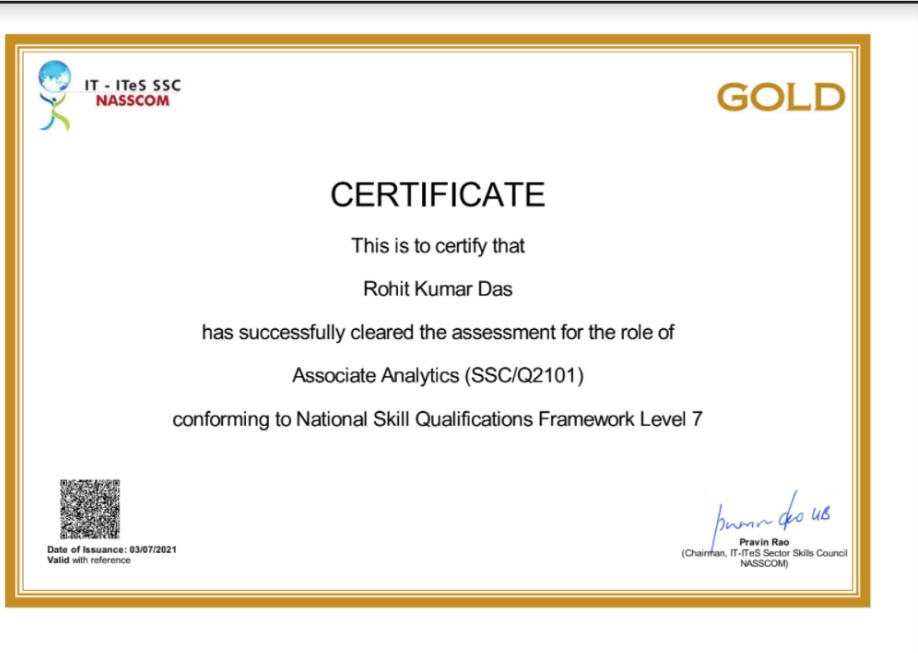 IT - ITeS SSC
NASSCOM
GOLD
CERTIFICATE
This is to certify that
Rohit Kumar Das
has successfully cleared the assessment for the role of
Associate Analytics (SSC/Q2101)
conforming to National Skill Qualifications Framework Level 7
Date of Issuance: 03/07/2021
Valid with reference
Pravin Rao
(Chairman, IT-ITeS Sector Skills Council
NASSCOM)